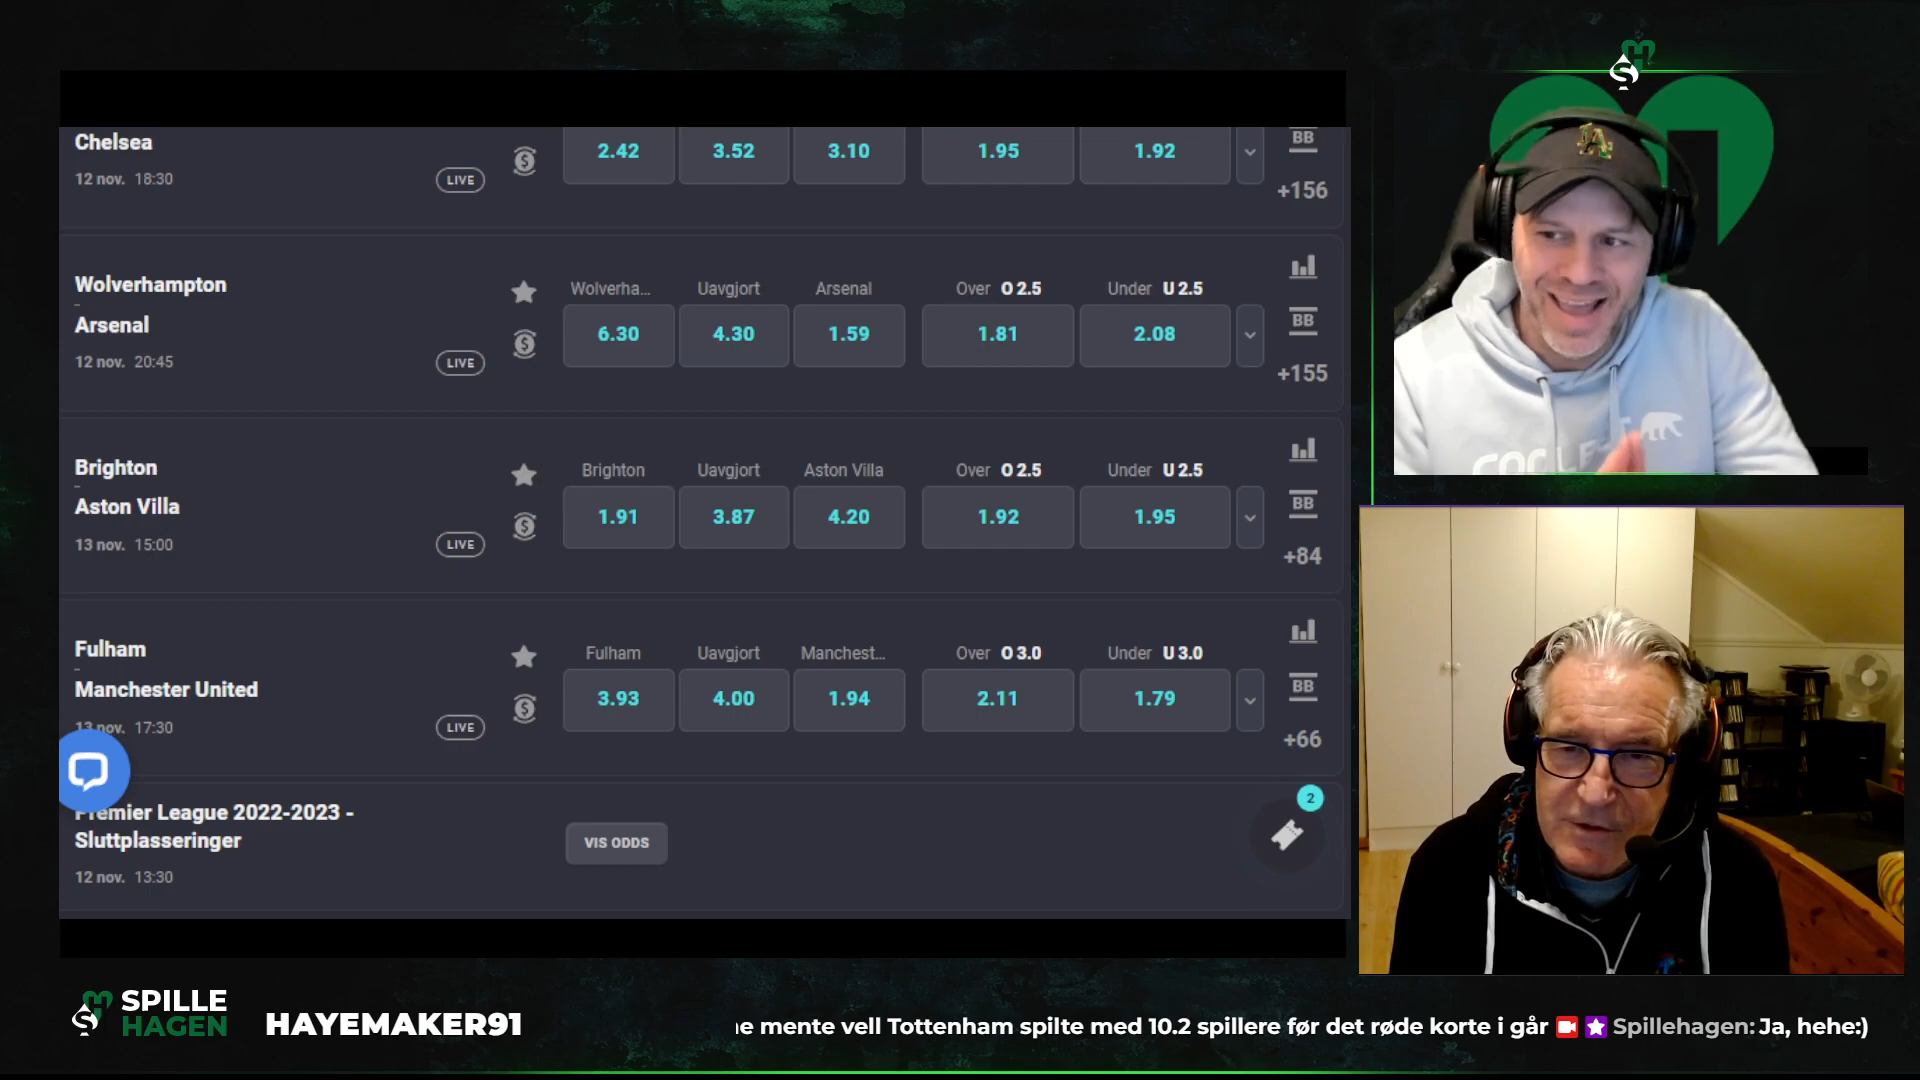 Chelsea
12 nov. 18:30
LIVE
2.42
3.52
3.10
1.95
1.92
BB
+156
Wolverhampton
-
Arsenal
12 nov. 20:45
LIVE
Wolverha...
Uavgjort
Arsenal
Over O 2.5
Under U 2.5
6.30
4.30
1.59
1.81
2.08
BB
+155
Brighton
-
Aston Villa
13 nov. 15:00
LIVE
Brighton
Uavgjort
Aston Villa
Over O 2.5
Under U 2.5
1.91
3.87
4.20
1.92
1.95
BB
+84
Fulham
-
Manchester United
13 nov. 17:30
LIVE
Fulham
Uavgjort
Manchest...
Over O 3.0
Under U 3.0
3.93
4.00
1.94
2.11
1.79
BB
+66
Premier League 2022-2023 -
Sluttplasseringer
12 nov. 13:30
VIS ODDS
2
SPILLE
HAGEN
HAYEMAKER91
mente vell Tottenham spilte med 10.2 spillere før det røde korte i går Spillehagen: Ja, hehe:)